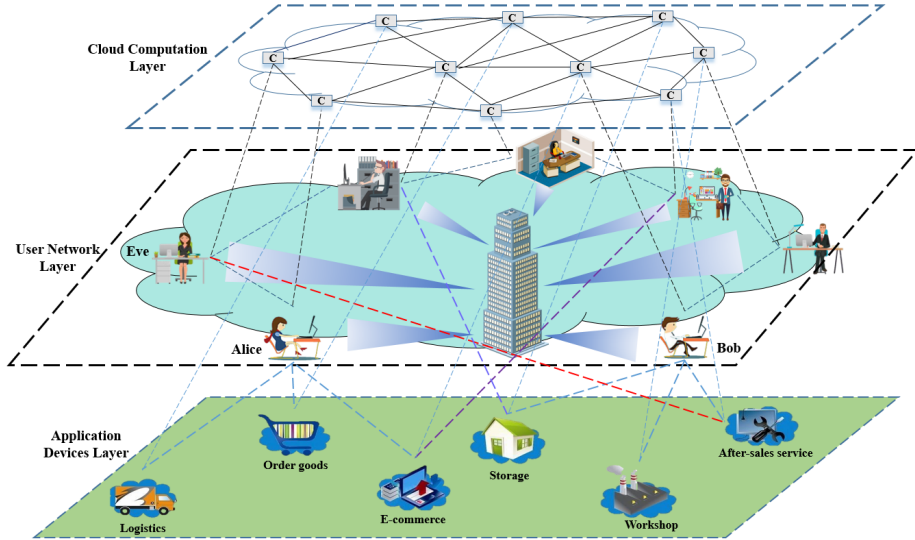 C
C
C
Cloud Computation
Layer
C
C
C
C
C
C
C
Eve
User Network
Layer
Alice
Bob
Application
Devices Layer
Order goods
After-sales service
Storage
E-commerce
Logistics
Workshop